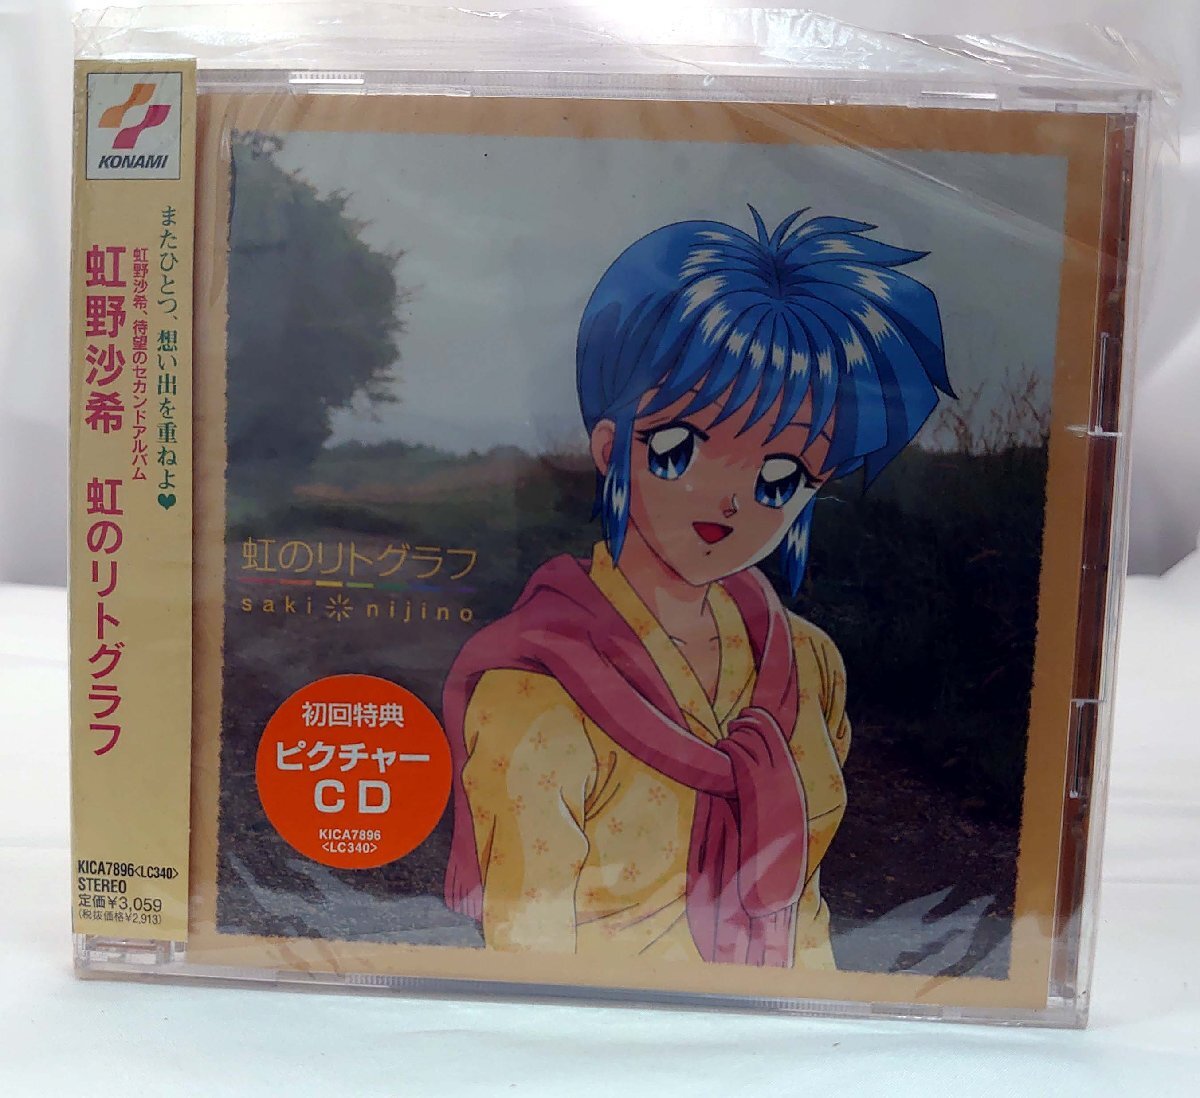 KONAMI
またひとつ、想い出を重ねよ♥
虹野沙希、待望のセカンドアルバム
虹野沙希 虹のリトグラフ
KICA7896<LC340>
STEREO
定価¥3,059
(税抜価格¥2,913)
虹のリトグラフ
saki nijino
初回特典
ピクチャー
CD
KICA7896
<LC340>